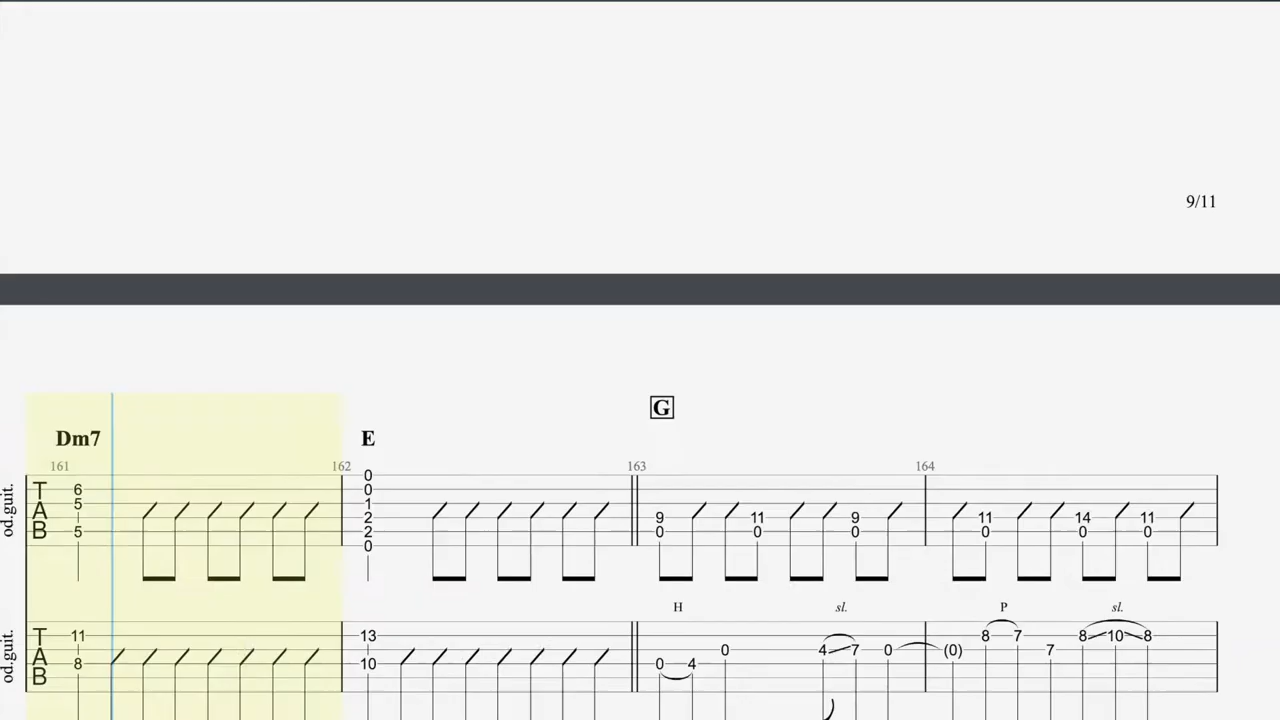 9/11
G
Dm7 E
161 162 163 164
od.guit.
T
A
B
0
6 0
5 1
2 9 11 9 11 14 11
5 2 0 0 0 0 0 0
0
H sl. P sl.
od.guit.
T
A
B
11 13 8 7 8 10 8
0 4 7 0 (0) 7
8 10 0 4